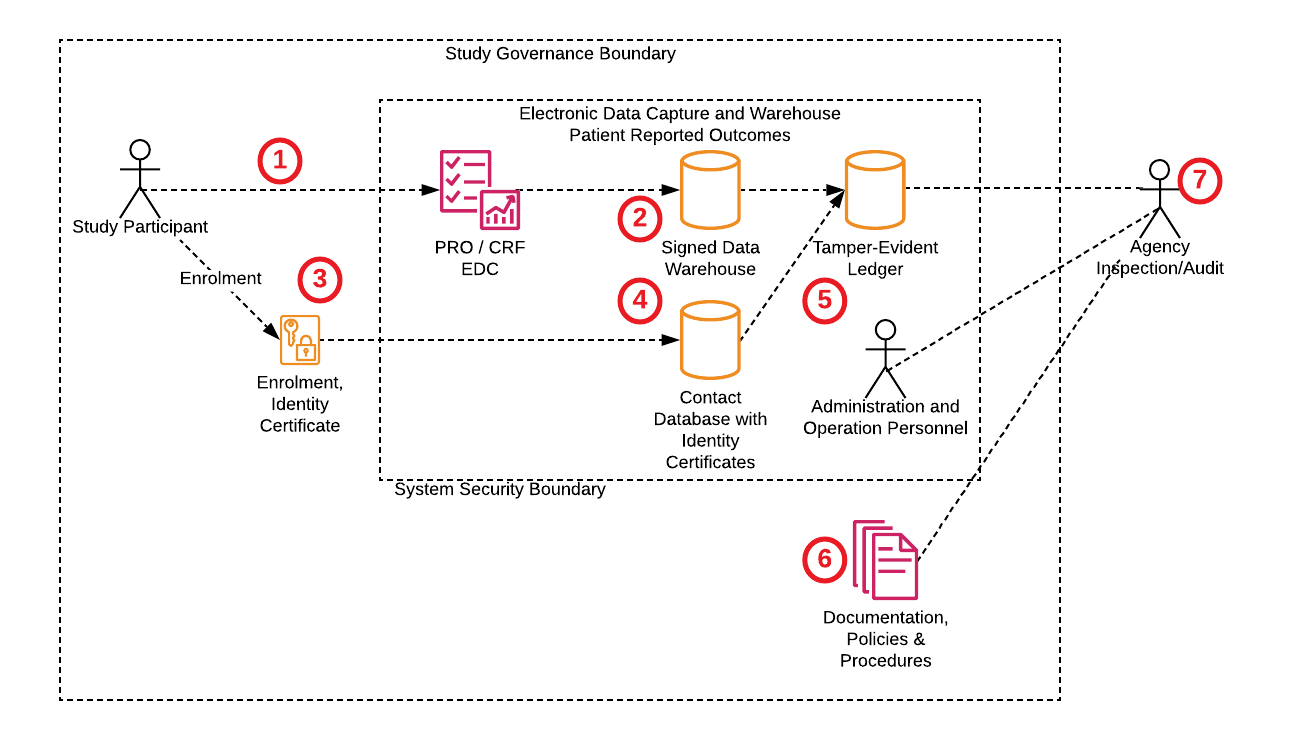 Study Governance Boundary
Electronic Data Capture and Warehouse
Patient Reported Outcomes
1
7
2
Study Participant
PRO / CRF
EDC
Signed Data
Warehouse
Tamper-Evident
Ledger
Agency
Inspection/Audit
Enrolment
3
4
5
Enrolment,
Identity
Certificate
Contact
Database with
Identity
Certificates
Administration and
Operation Personnel
System Security Boundary
6
Documentation,
Policies &
Procedures